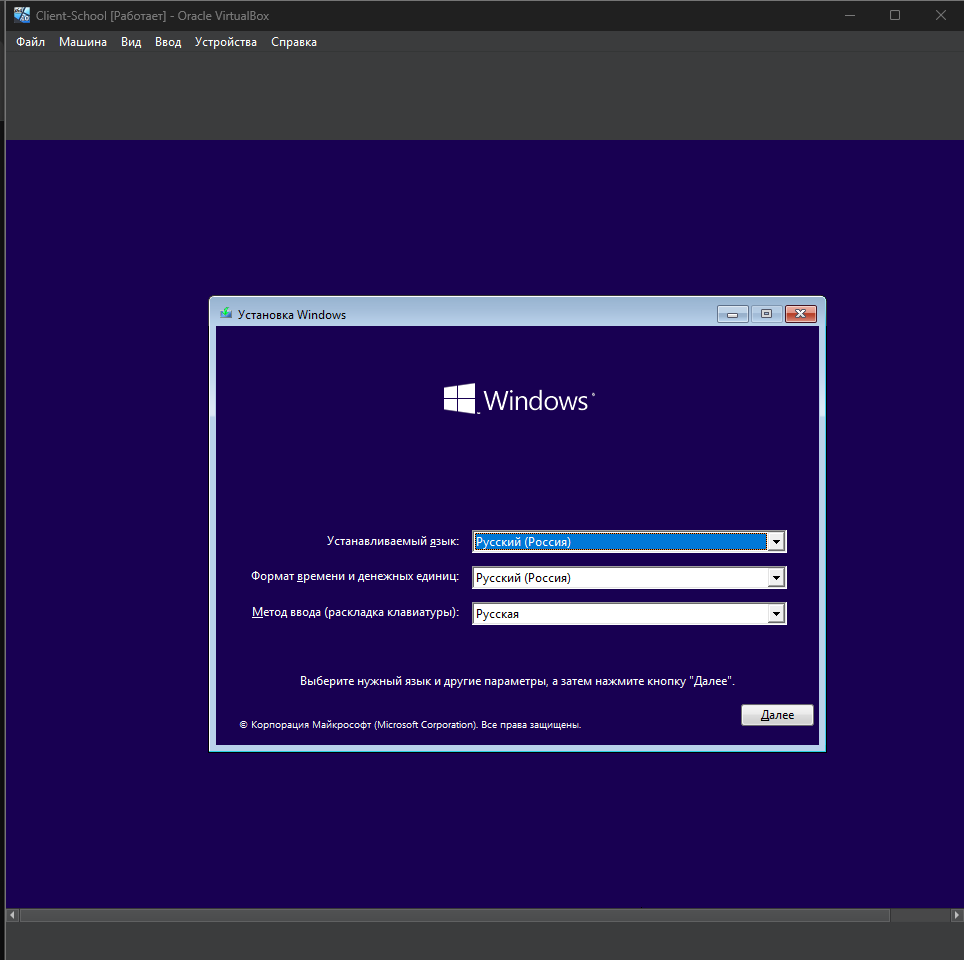 Client-School [Работает] - Oracle VirtualBox
Файл Машина Вид Ввод Устройства Справка
Установка Windows
Windows
Устанавливаемый язык: Русский (Россия)
Формат времени и денежных единиц: Русский (Россия)
Метод ввода (раскладка клавиатуры): Русская
Выберите нужный язык и другие параметры, а затем нажмите кнопку "Далее".
Далее
© Корпорация Майкрософт (Microsoft Corporation). Все права защищены.